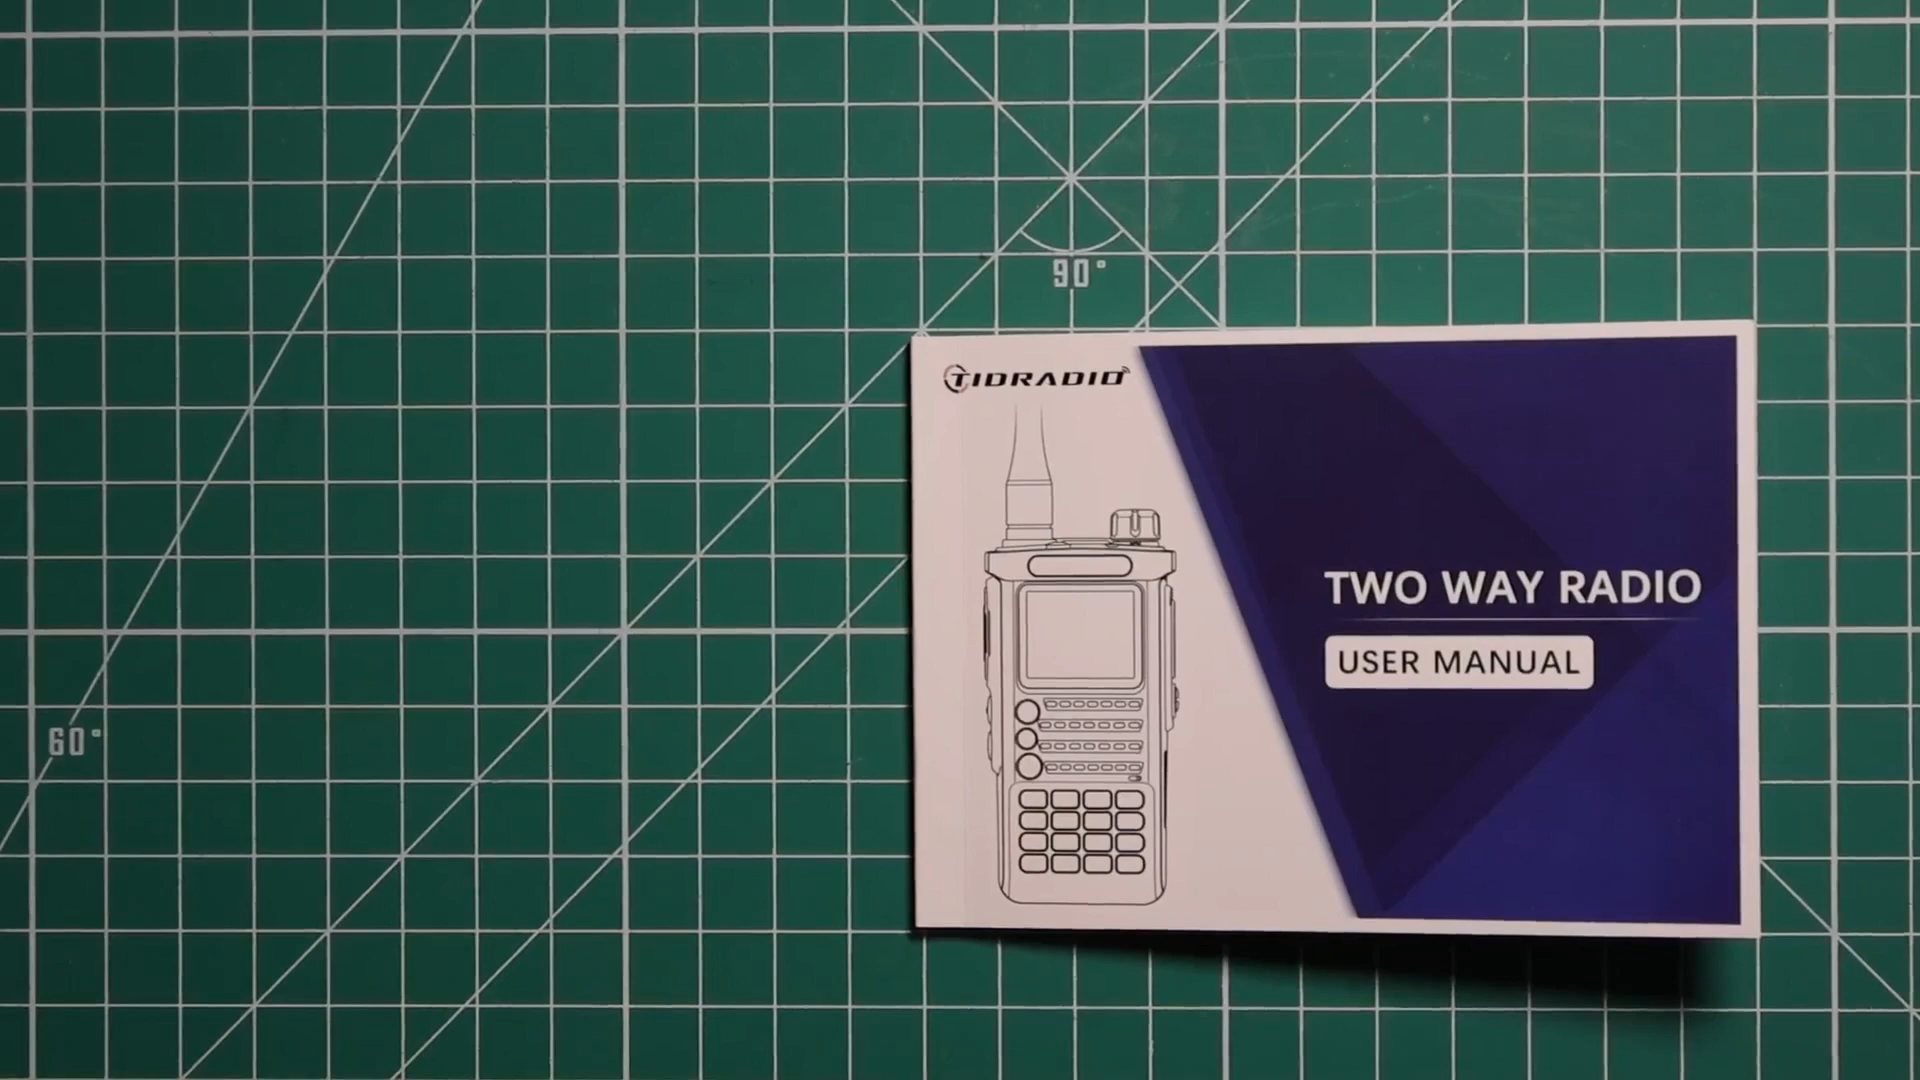 90°
TIDRADIO
TWO WAY RADIO
USER MANUAL
60°